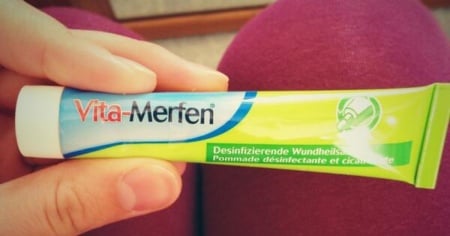 Vita-Merfen®
Desinfizierende
Pommade désinfectante et